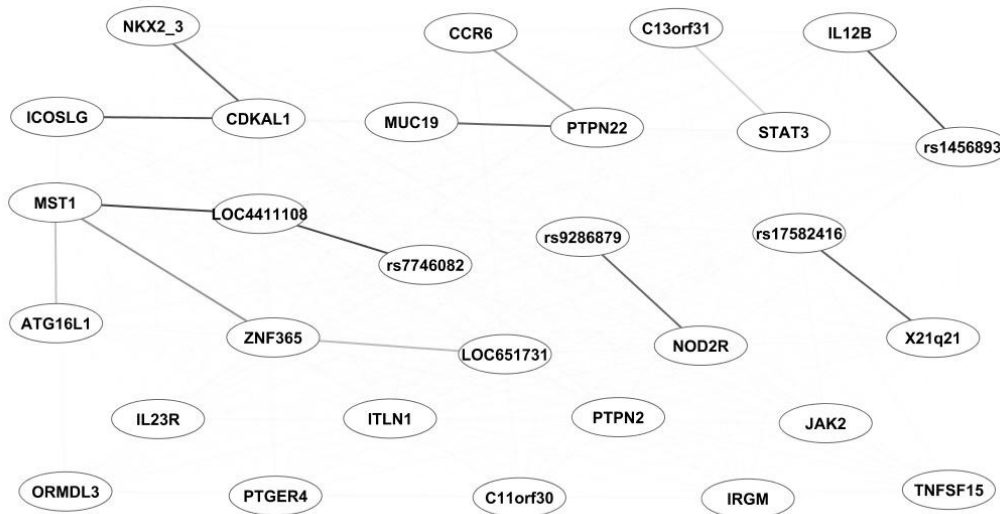 NKX2_3
CCR6
C13orf31
IL12B
ICOSLG
CDKAL1
MUC19
PTPN22
STAT3
rs1456893
MST1
LOC4411108
rs7746082
rs9286879
rs17582416
ATG16L1
ZNF365
LOC651731
NOD2R
X21q21
IL23R
ITLN1
PTPN2
JAK2
ORMDL3
PTGER4
C11orf30
IRGM
TNFSF15